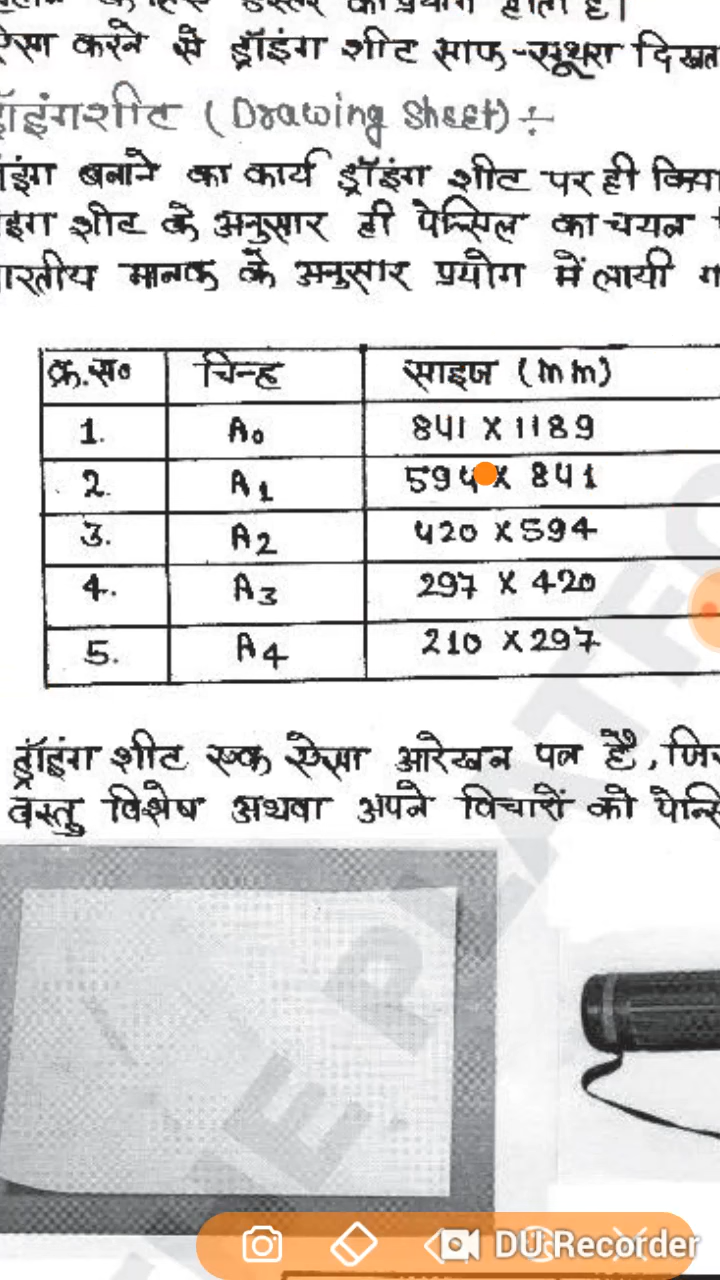 ऐसा करने से ड्रॉइंग शीट साफ-सूथरा दिखत
ड्रॉइंगशीट (Drawing Sheet) :-
बनाने का कार्य ड्रॉइंग शीट पर ही किया
शीट के अनुसार ही पेन्सिल का चयन
मानक के अनुसार प्रयोग में लायी
क्र.स० चिन्ह साइज (mm)
1. A0 841 X 1189
2. A1 594 X 841
3. A2 420 X 594
4. A3 297 X 420
5. A4 210 X 297
ड्रॉइंग शीट एक ऐसा आरेखन पत्र है,
वस्तु विशेष अथवा अपने विचारों को
DU Recorder